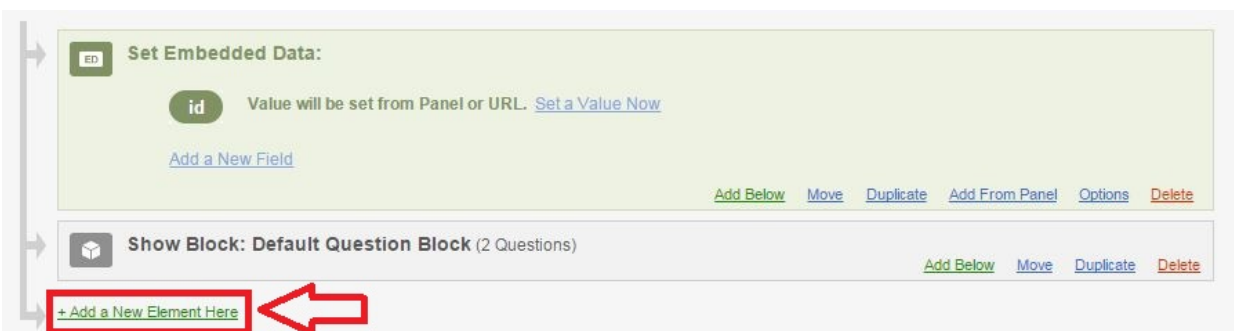 ED Set Embedded Data:
id Value will be set from Panel or URL. Set a Value Now
Add a New Field
Add Below Move Duplicate Add From Panel Options Delete
Show Block: Default Question Block (2 Questions)
Add Below Move Duplicate Delete
+ Add a New Element Here